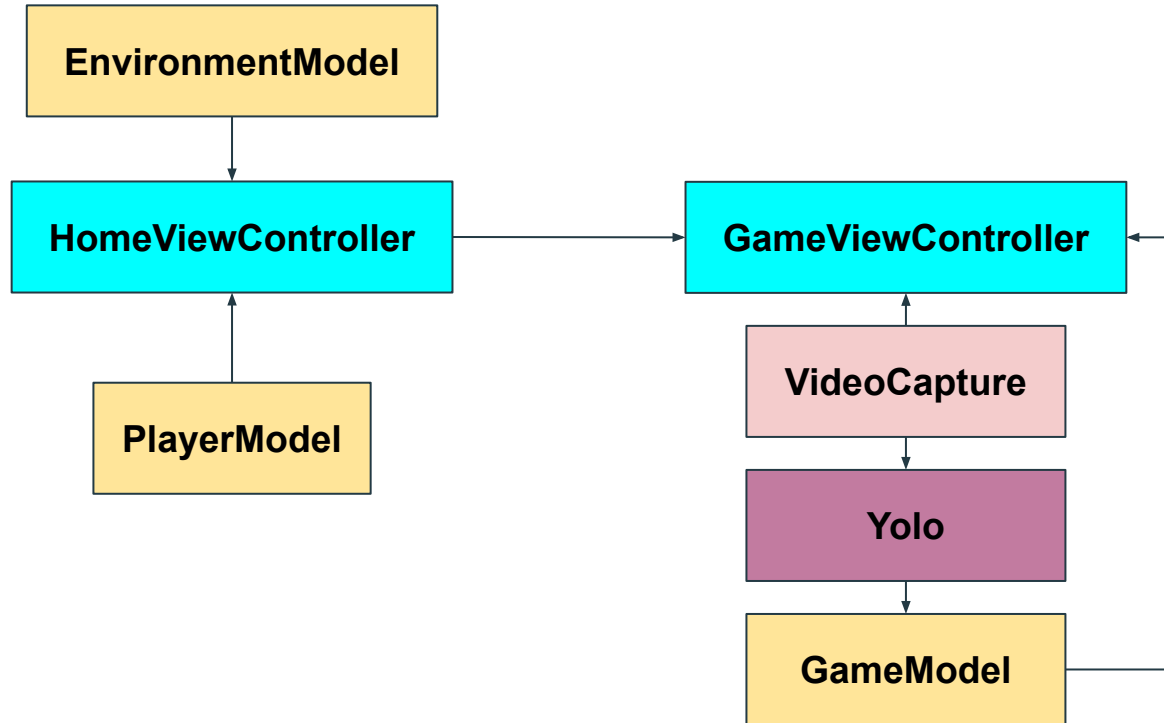 EnvironmentModel
HomeViewController
GameViewController
VideoCapture
PlayerModel
Yolo
GameModel